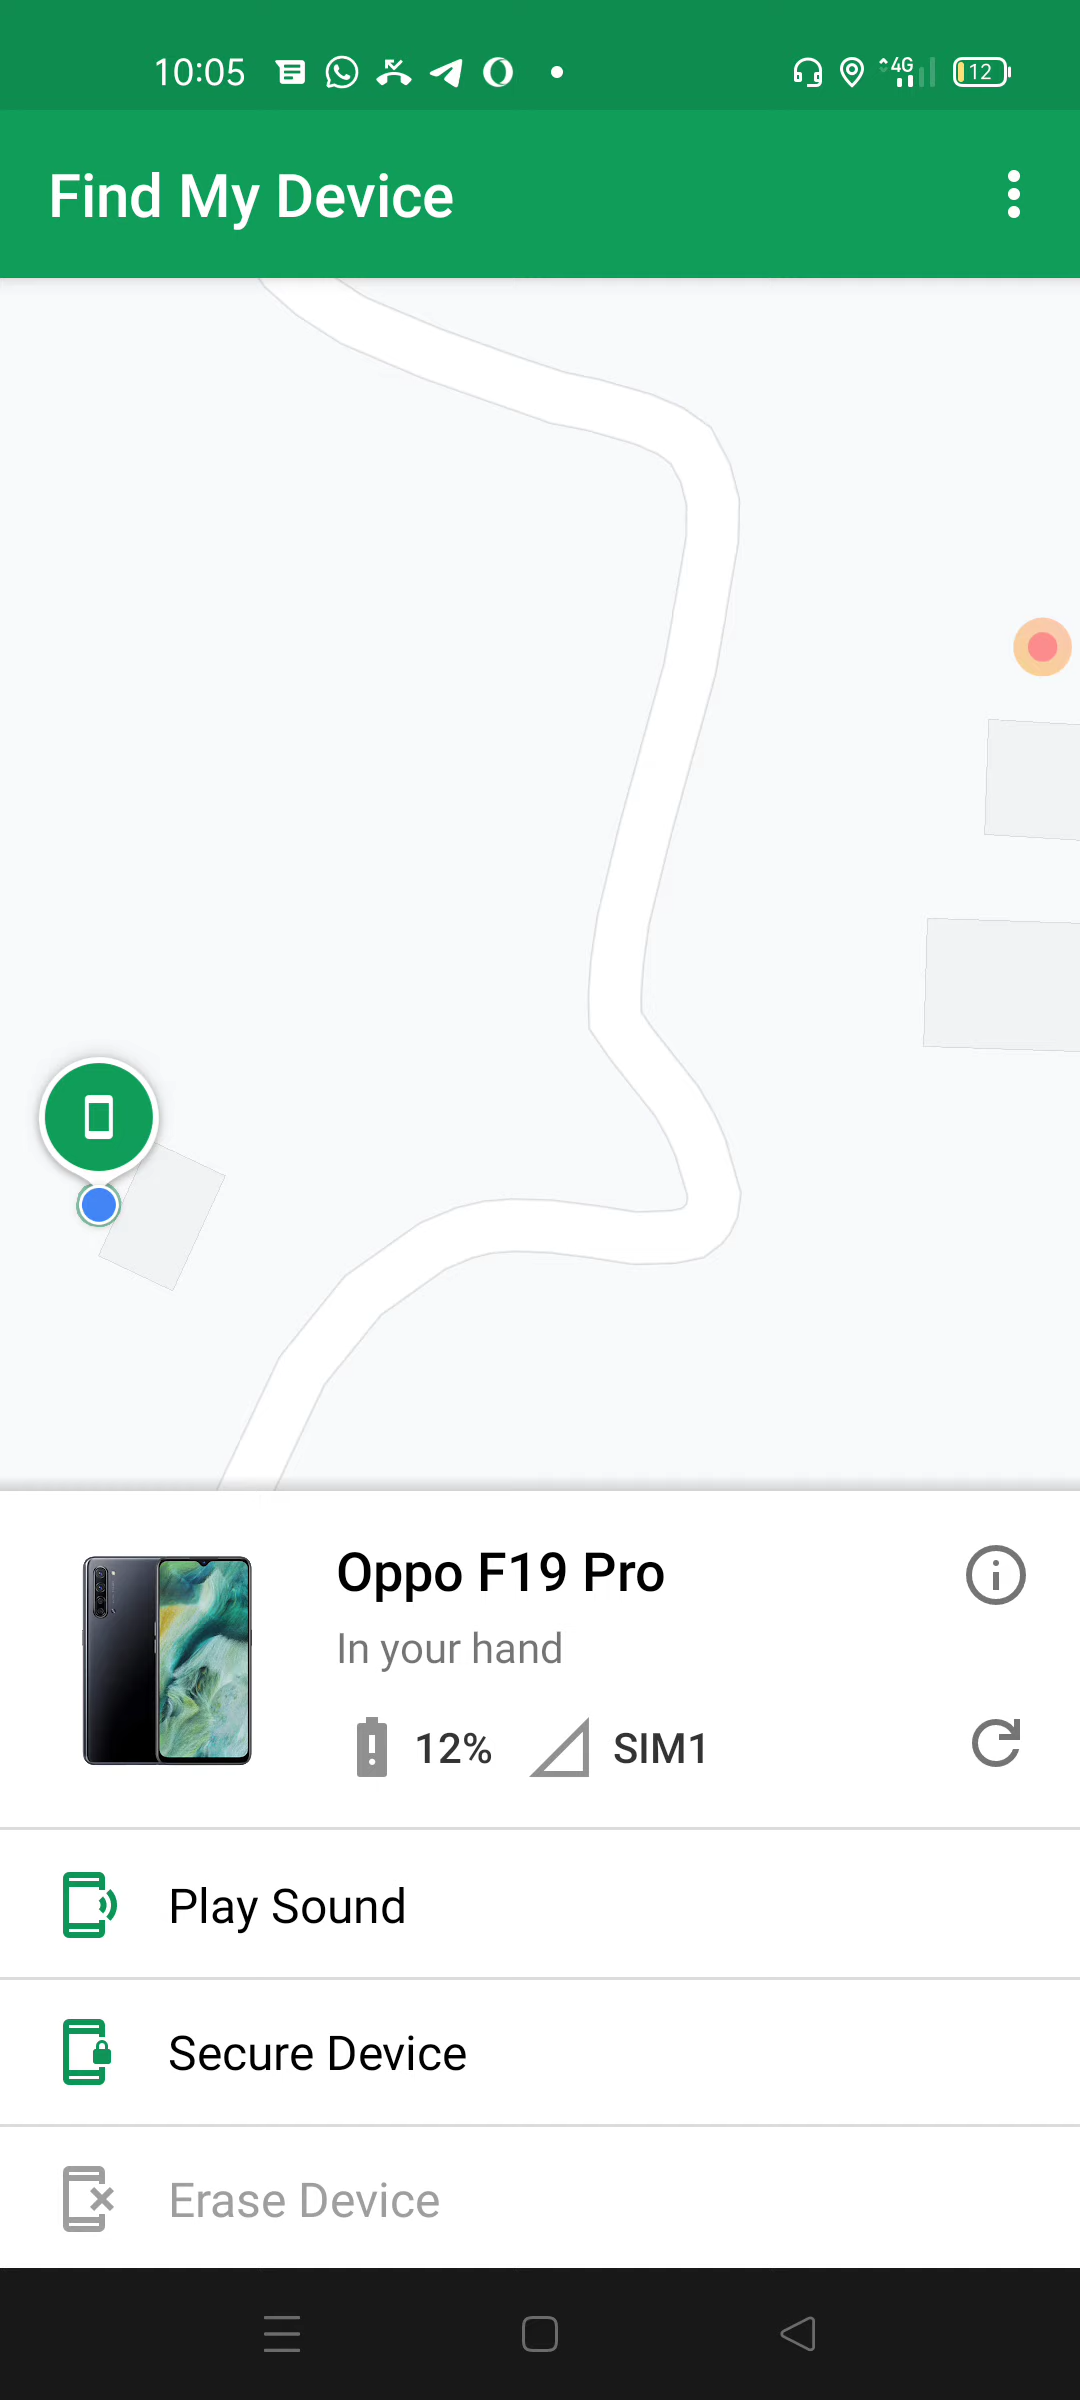 10:05
4G
12
Find My Device
Oppo F19 Pro
In your hand
12%
SIM1
Play Sound
Secure Device
Erase Device